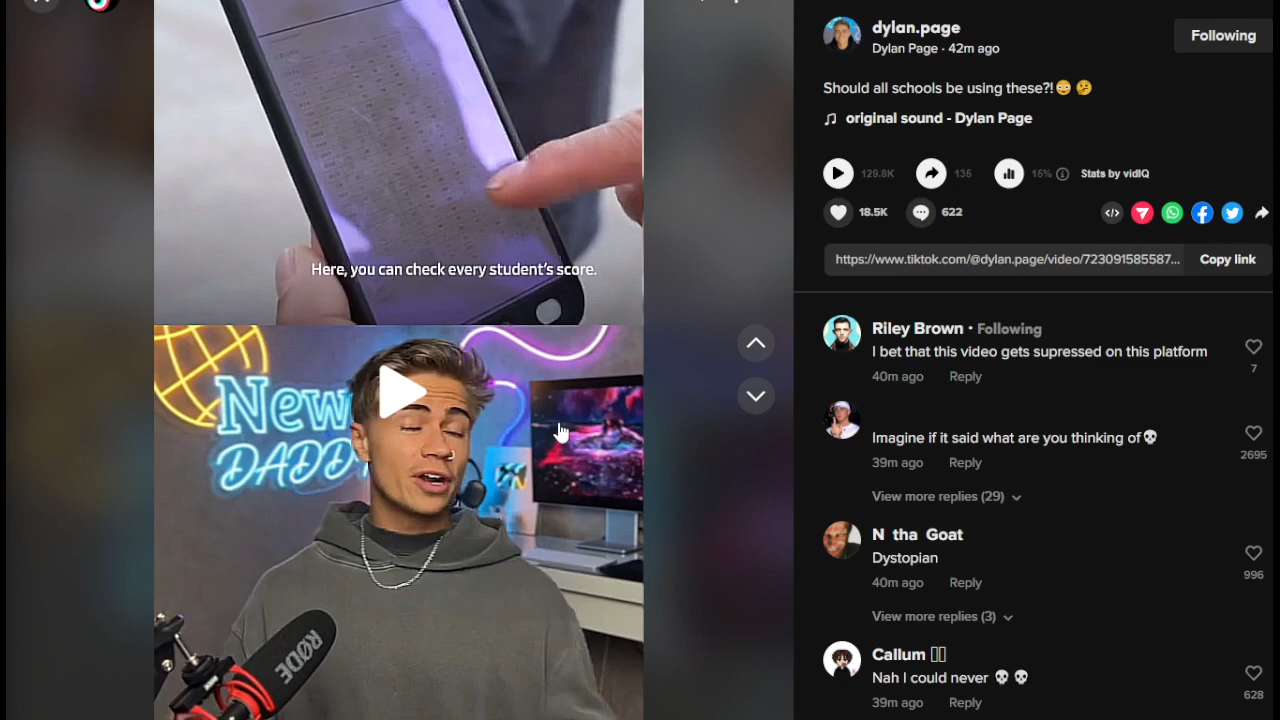 Here, you can check every student's score.
New
DADD
RØDE
dylan.page
Dylan Page · 42m ago
Following
Should all schools be using these?!😳 🤔
original sound - Dylan Page
129.8K
135
15%
Stats by vidIQ
18.5K
622
https://www.tiktok.com/@dylan.page/video/723091585587...
Copy link
Riley Brown · Following
I bet that this video gets supressed on this platform
40m ago Reply
7
Imagine if it said what are you thinking of💀
39m ago Reply
2695
View more replies (29)
N tha Goat
Dystopian
40m ago Reply
996
View more replies (3)
Callum
Nah I could never 💀💀
39m ago Reply
628